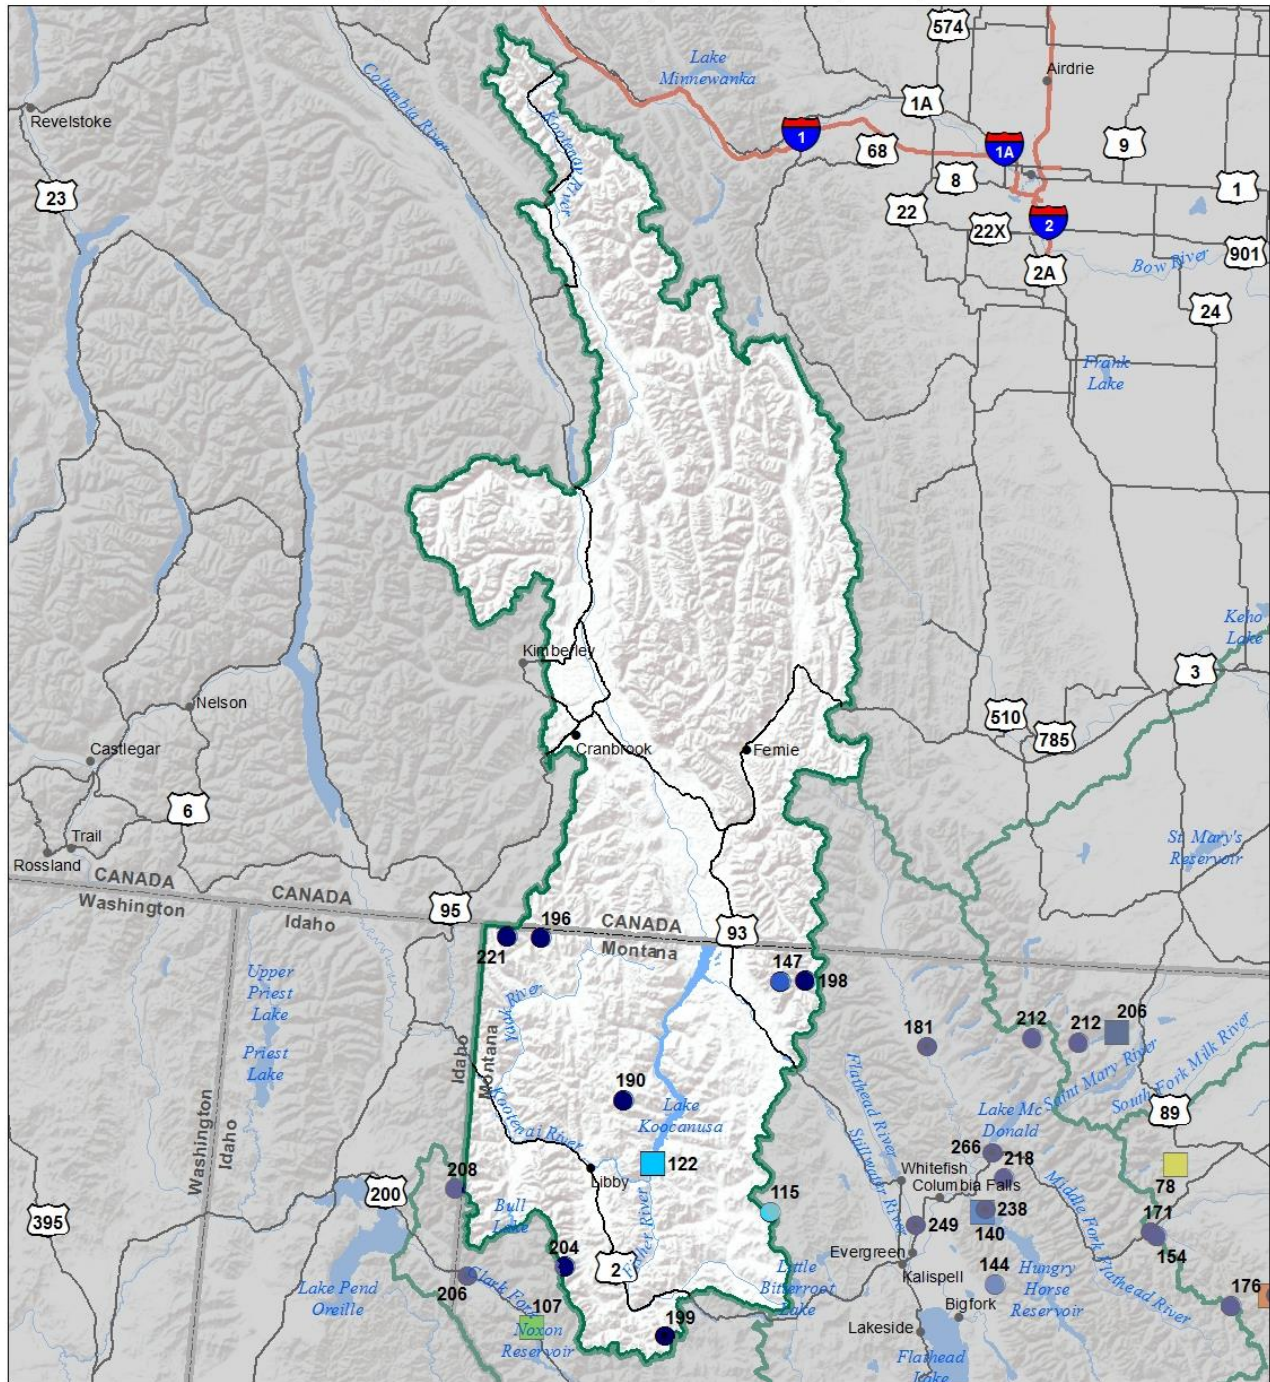 574
Lake
Minnewanka
Airdrie
Columbia River
1A
Revelstoke
Kootenay River
1
68
1A
9
8
23
22
22X
2
1
2A
Bow River
901
24
Frank
Lake
Keho
Lake
Kimberley
3
Nelson
510
785
Castlegar
Cranbrook
Fernie
6
Trail
Rossland
St. Mary's
Reservoir
CANADA
Washington
CANADA
Idaho
95
196
221
CANADA
Montana
93
147
198
Upper
Priest
Lake
Priest
Lake
Yaak River
181
212
212
206
Idaho
Montana
Washington
Idaho
190
Lake
Koocanusa
Kootenai River
Flathead River
Stillwater River
Lake Mc
Donald
Saint Mary River
South Fork Milk River
89
266
218
208
Libby
122
Whitefish
Columbia Falls
78
200
395
Bull
Lake
115
238
140
249
Middle Fork Flathead River
171
154
204
Fisher River
2
Evergreen
Kalispell
Little
Bitterroot
Lake
144
Hungry
Horse
Reservoir
Lake Pend
Oreille
206
Clark Fork
107
Noxon
Reservoir
199
Bigfork
Lakeside
Flathead
Lake
176